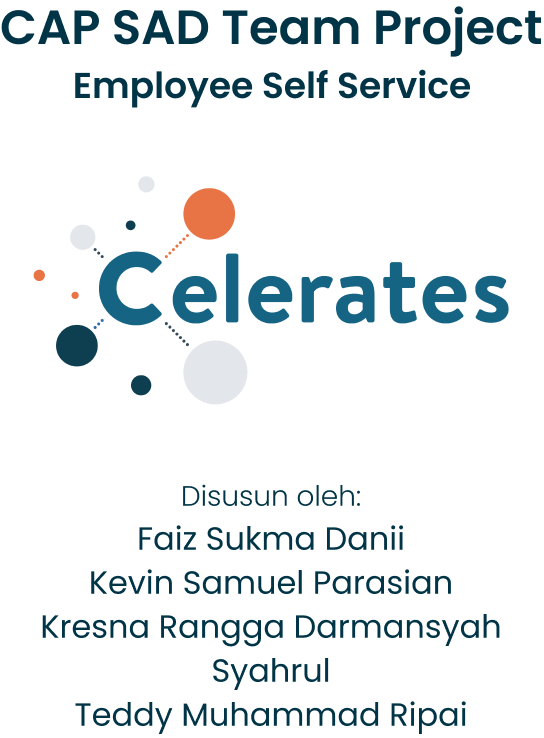 CAP SAD Team Project
Employee Self Service
Celerates
Disusun oleh:
Faiz Sukma Danii
Kevin Samuel Parasian
Kresna Rangga Darmansyah
Syahrul
Teddy Muhammad Ripai